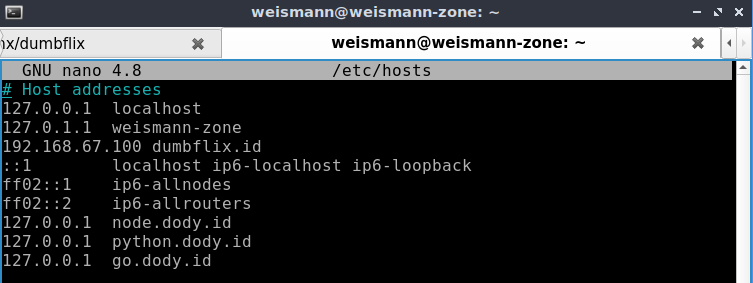 weismann@weismann-zone: ~
nx/dumbflix
weismann@weismann-zone: ~
GNU nano 4.8 /etc/hosts
# Host addresses
127.0.0.1 localhost
127.0.1.1 weismann-zone
192.168.67.100 dumbflix.id
::1 localhost ip6-localhost ip6-loopback
ff02::1 ip6-allnodes
ff02::2 ip6-allrouters
127.0.0.1 node.dody.id
127.0.0.1 python.dody.id
127.0.0.1 go.dody.id